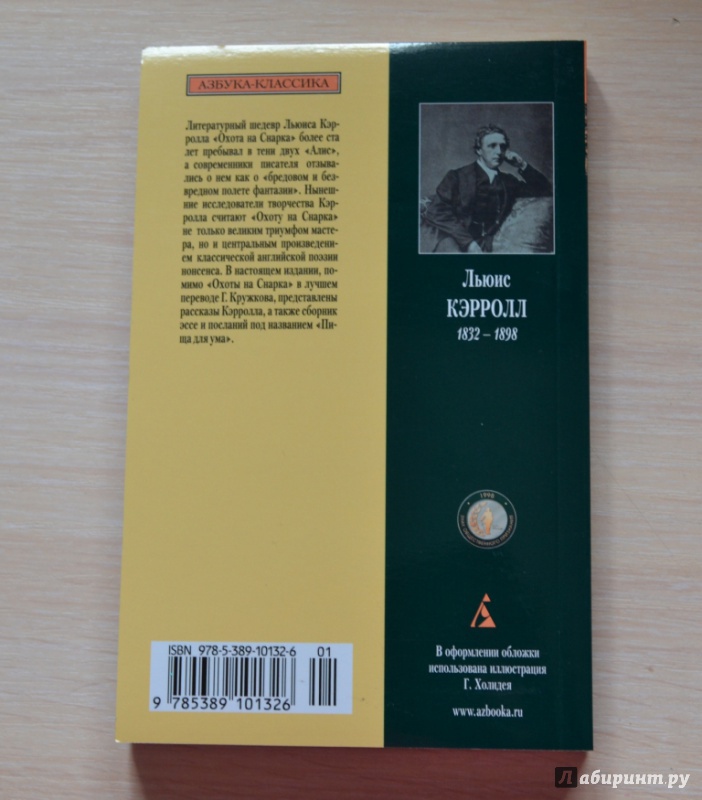 АЗБУКА-КЛАССИКА
Литературный шедевр Льюиса Кэр-
ролла «Охота на Снарка» более ста
лет пребывал в тени двух «Алис»,
а современники писателя отзыва-
лись о нем как о «бредовом и без-
вредном полете фантазии». Нынеш-
ние исследователи творчества Кэр-
ролла считают «Охоту на Снарка»
не только великим триумфом масте-
ра, но и центральным произведени-
ем классической английской поэзии
нонсенса. В настоящем издании, по-
мимо «Охоты на Снарка» в лучшем
переводе Г. Кружкова, представлены
рассказы Кэрролла, а также сборник
эссе и посланий под названием «Пи-
ща для ума».
Льюис
КЭРРОЛЛ
1832 – 1898
1998
В оформлении обложки
использована иллюстрация
Г. Холидея
www.azbooka.ru
ISBN 978-5-389-10132-6 01
9 785389 101326
Лабиринт.ру